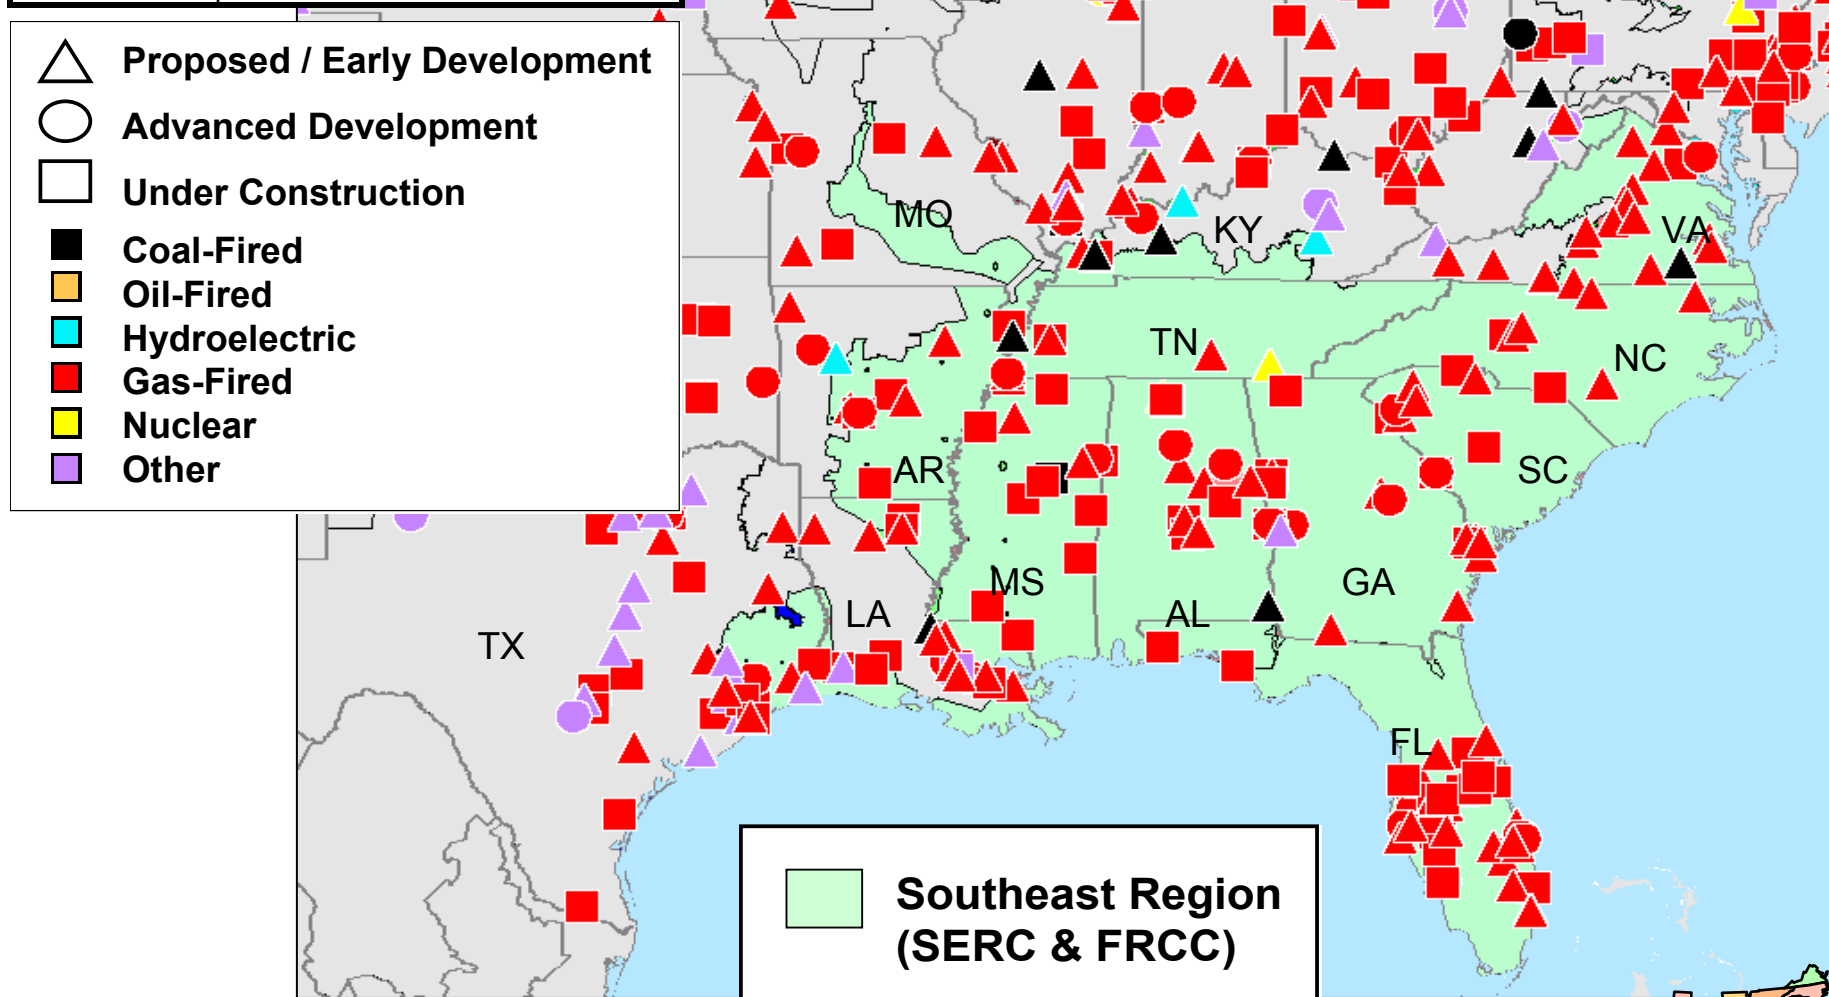 Proposed / Early Development
Advanced Development
Under Construction
Coal-Fired
Oil-Fired
Hydroelectric
Gas-Fired
Nuclear
Other
MO
KY
VA
TN
NC
AR
SC
MS
AL
GA
LA
TX
FL
Southeast Region
(SERC & FRCC)